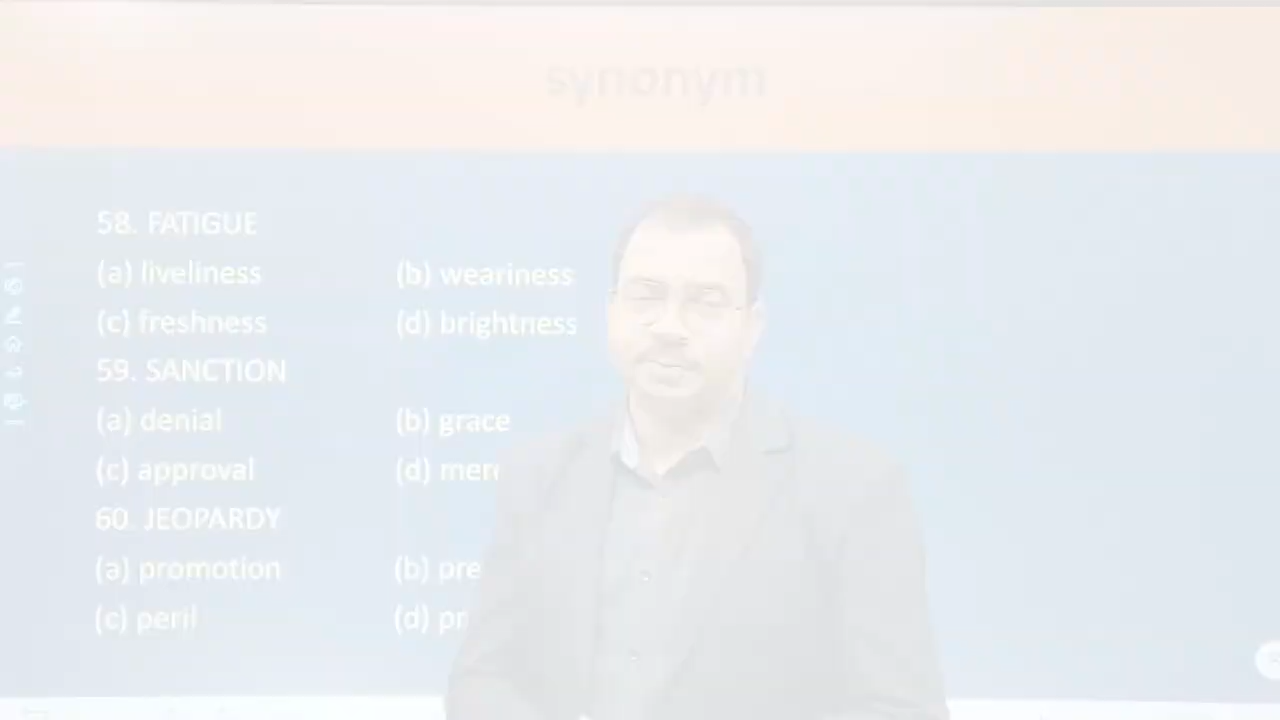 synonym
58. FATIGUE
(a) liveliness (b) weariness
(c) freshness (d) brightness
59. SANCTION
(a) denial (b) grace
(c) approval
(d)
60. JEOPARDY
(a) promotion (b)
(c) peril (d)